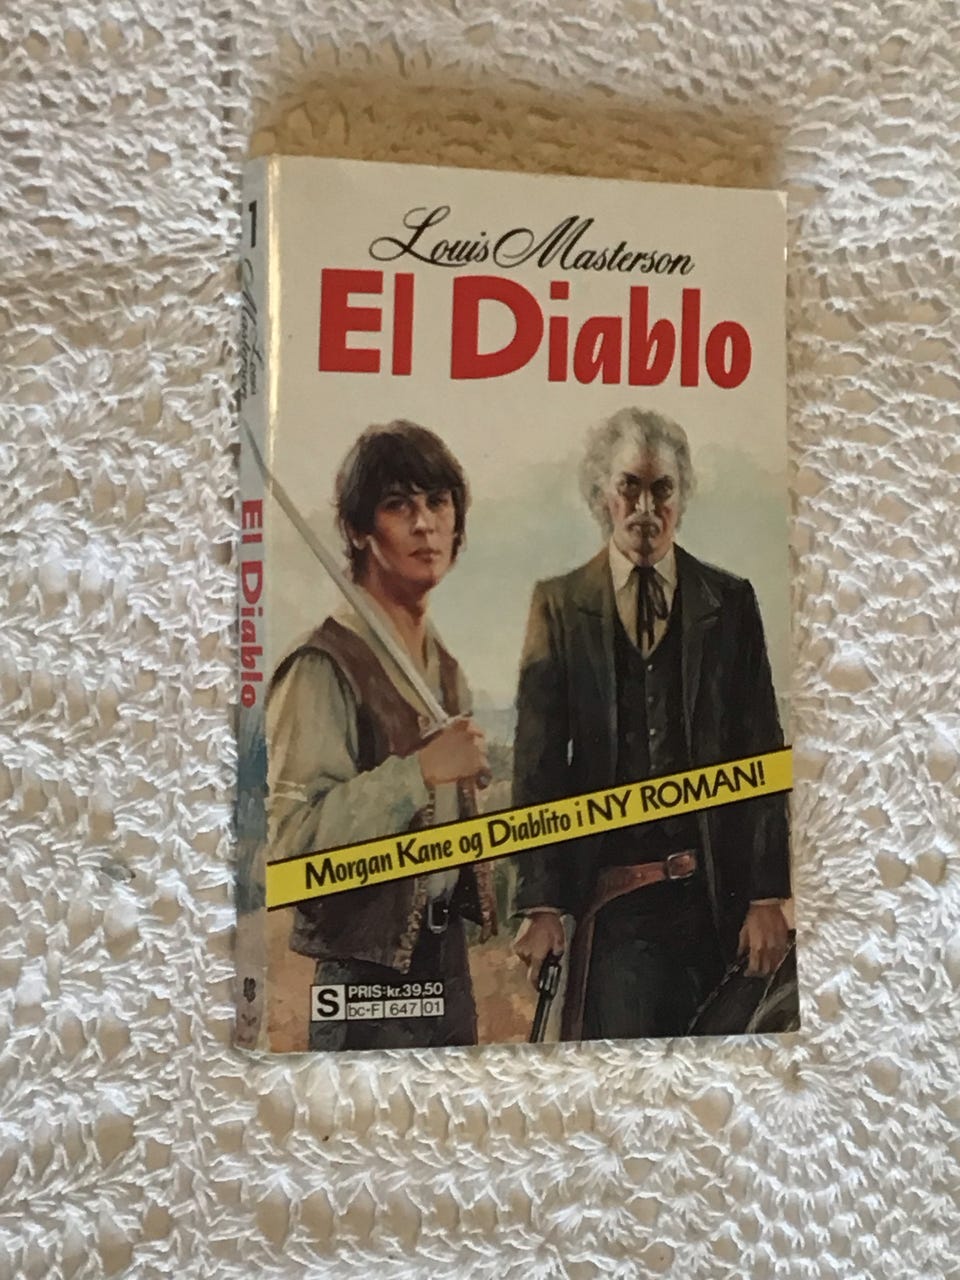 Louis Masterson
El Diablo
Morgan Kane og Diablito i NY ROMAN!
S PRIS: kr. 39,50
bc-F 647 01
1
Louis
Masterson
El Diablo